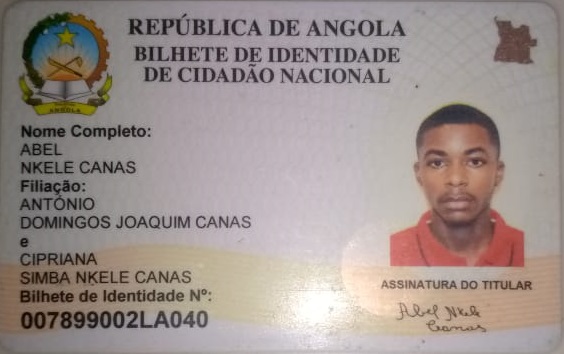 REPÚBLICA DE ANGOLA
BILHETE DE IDENTIDADE
DE CIDADÃO NACIONAL
ANGOLA
Nome Completo:
ABEL
NKELE CANAS
Filiação:
ANTÓNIO
DOMINGOS JOAQUIM CANAS
e
CIPRIANA
SIMBA NKELE CANAS
Bilhete de Identidade Nº:
007899002LA040
ASSINATURA DO TITULAR
Abel Nkele
Canas